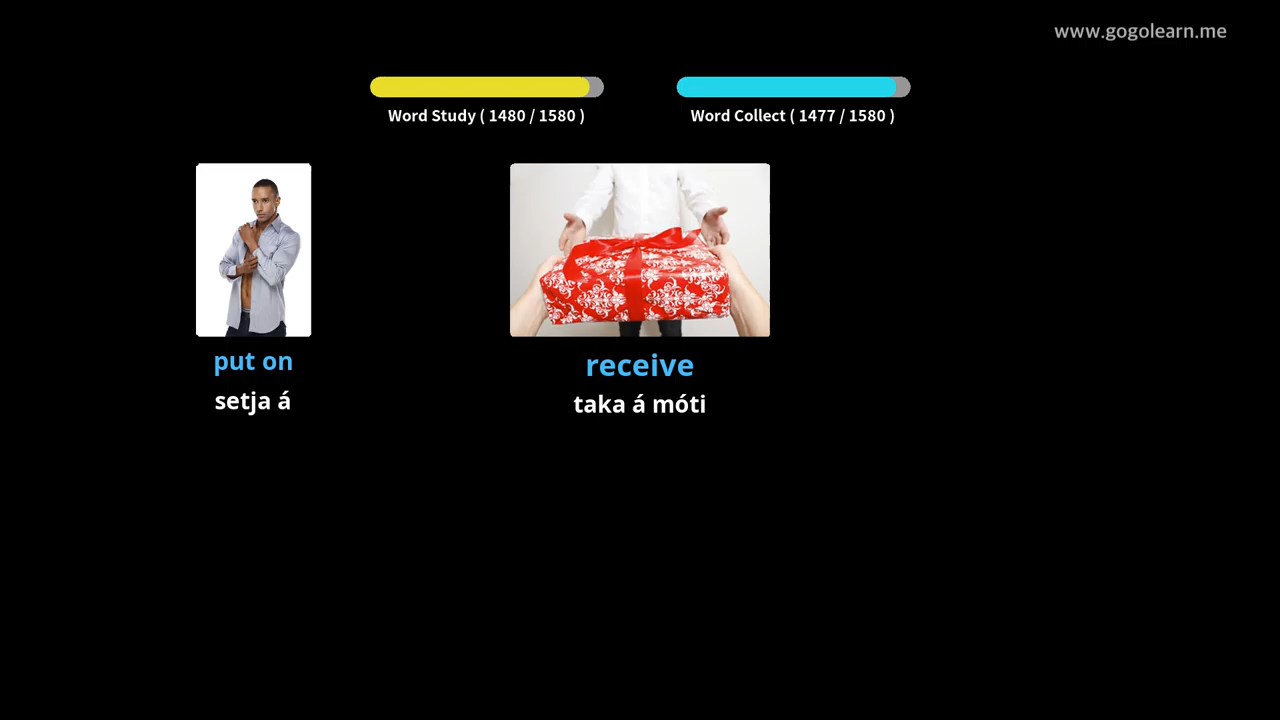 www.gogolearn.me
Word Study ( 1480 / 1580 )
Word Collect ( 1477 / 1580 )
put on
setja á
receive
taka á móti